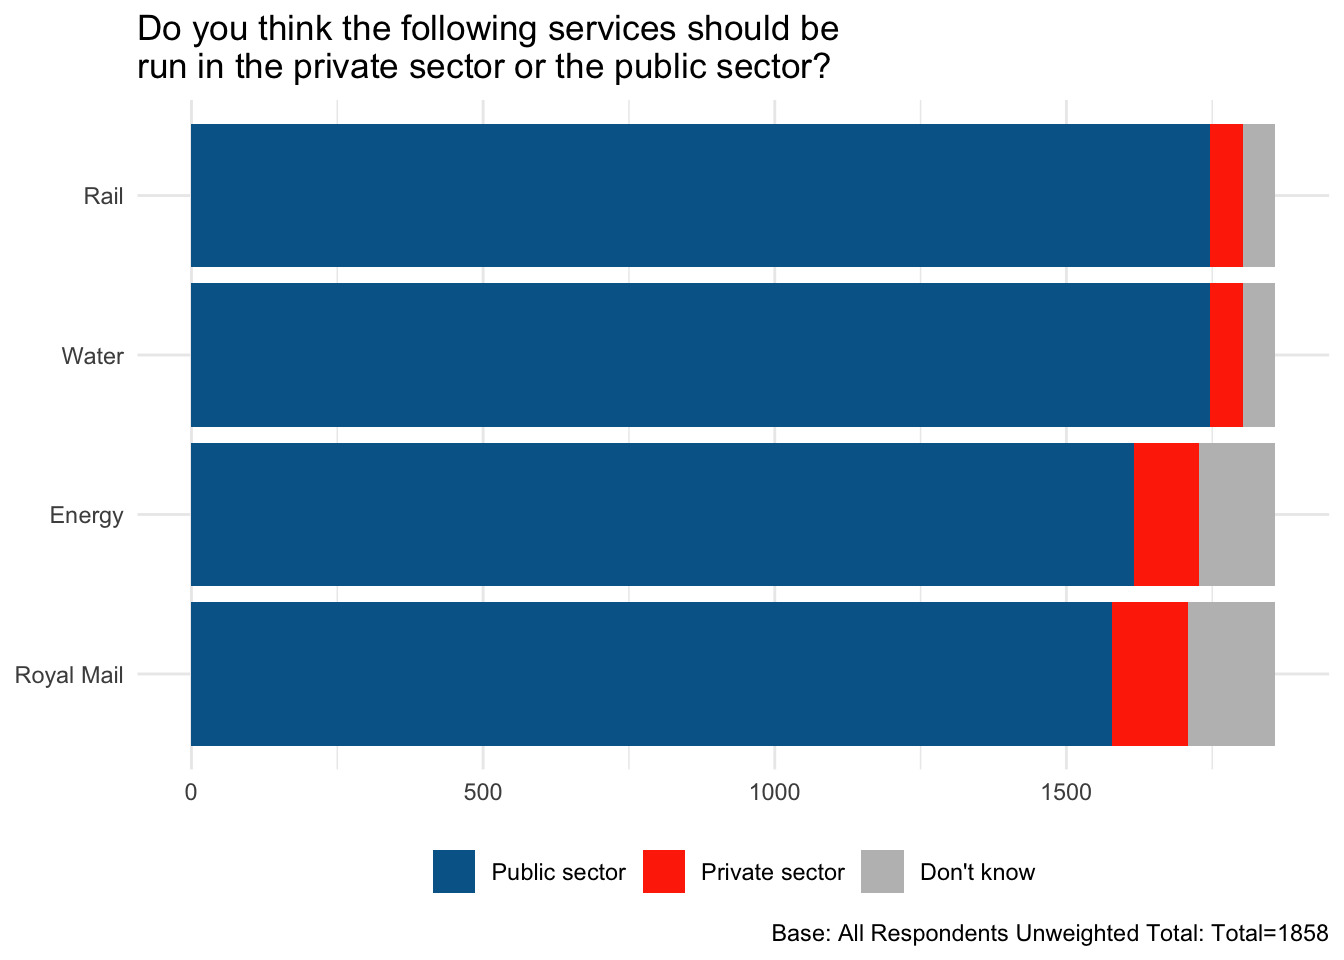 Do you think the following services should be
run in the private sector or the public sector?
Rail
Water
Energy
Royal Mail
0 500 1000 1500
Public sector Private sector Don't know
Base: All Respondents Unweighted Total: Total=1858